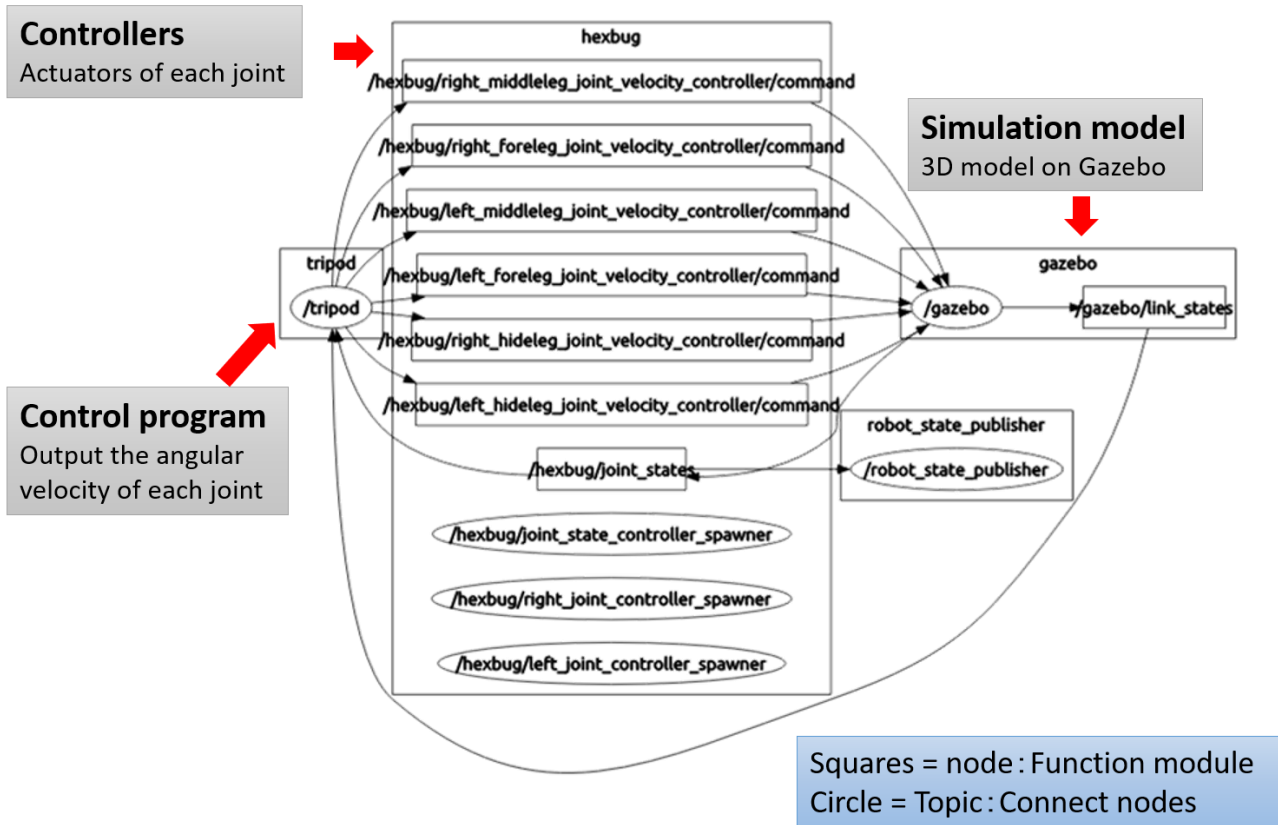 Controllers
Actuators of each joint
hexbug
/hexbug/right_middleleg_joint_velocity_controller/command
/hexbug/right_foreleg_joint_velocity_controller/command
/hexbug/left_middleleg_joint_velocity_controller/command
/hexbug/left_foreleg_joint_velocity_controller/command
/hexbug/right_hideleg_joint_velocity_controller/command
/hexbug/left_hideleg_joint_velocity_controller/command
/hexbug/joint_states
/hexbug/joint_state_controller_spawner
/hexbug/right_joint_controller_spawner
/hexbug/left_joint_controller_spawner
Simulation model
3D model on Gazebo
tripod
/tripod
gazebo
/gazebo
/gazebo/link_states
Control program
Output the angular
velocity of each joint
robot_state_publisher
/robot_state_publisher
Squares = node : Function module
Circle = Topic : Connect nodes